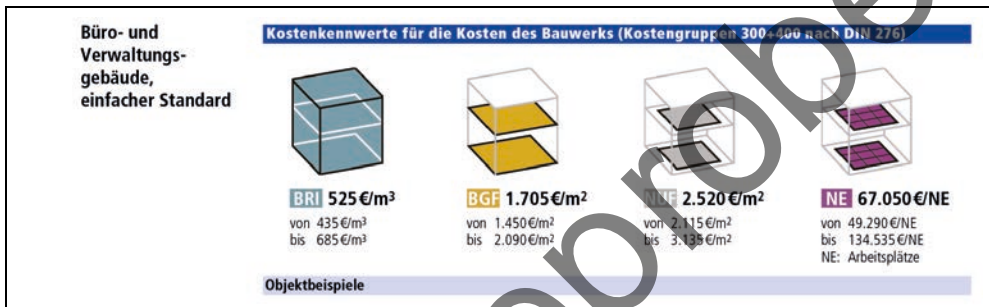 Büro- und
Verwaltungs-
gebäude,
einfacher Standard
Kostenkennwerte für die Kosten des Bauwerks (Kostengruppen 300+400 nach DIN 276)
BRI 525 €/m³
von 435 €/m³
bis 685 €/m³
BGF 1.705 €/m²
von 1.450 €/m²
bis 2.090 €/m²
NUF 2.520 €/m²
von 2.115 €/m²
bis 3.135 €/m²
NE 67.050 €/NE
von 49.290 €/NE
bis 134.535 €/NE
NE: Arbeitsplätze
Objektbeispiele
probe